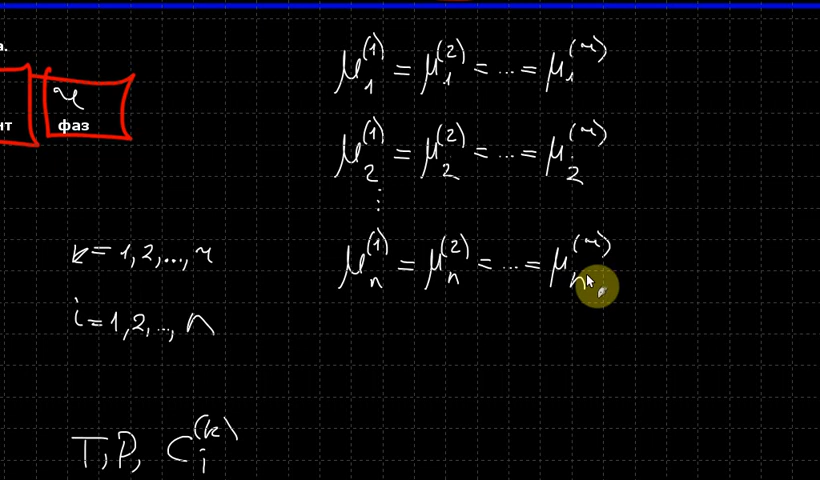 а.
нт
r
фаз
μ₁⁽¹⁾ = μ₁⁽²⁾ = ... = μ₁⁽ʳ⁾
μ₂⁽¹⁾ = μ₂⁽²⁾ = ... = μ₂⁽ʳ⁾
⋮
μₙ⁽¹⁾ = μₙ⁽²⁾ = ... = μₙ⁽ʳ⁾
k = 1, 2, ..., r
i = 1, 2, ..., n
T, P, Cᵢ⁽ᵏ⁾